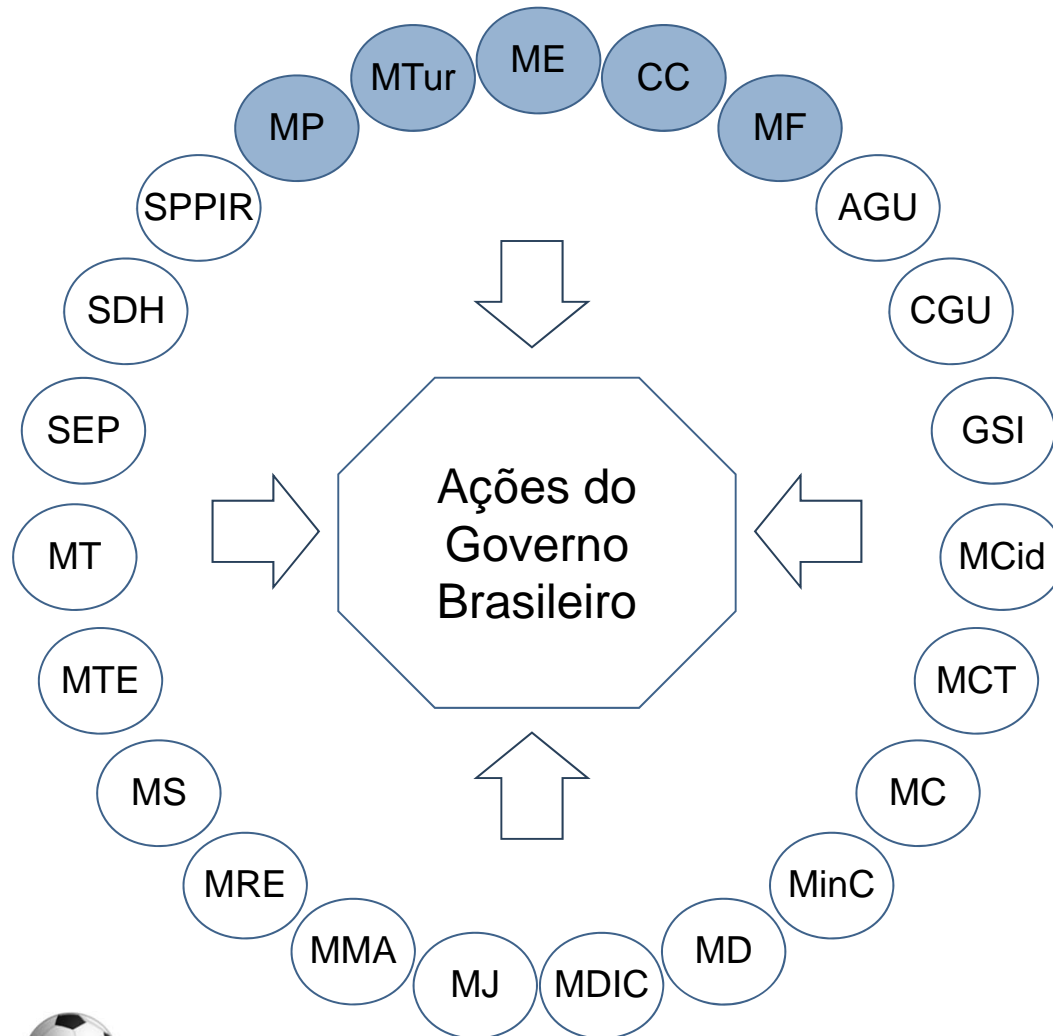 ME
CC
MF
AGU
CGU
GSI
MCid
MCT
MC
MinC
MD
MDIC
MJ
MMA
MRE
MS
MTE
MT
SEP
SDH
SPPIR
MP
MTur
Ações do
Governo
Brasileiro